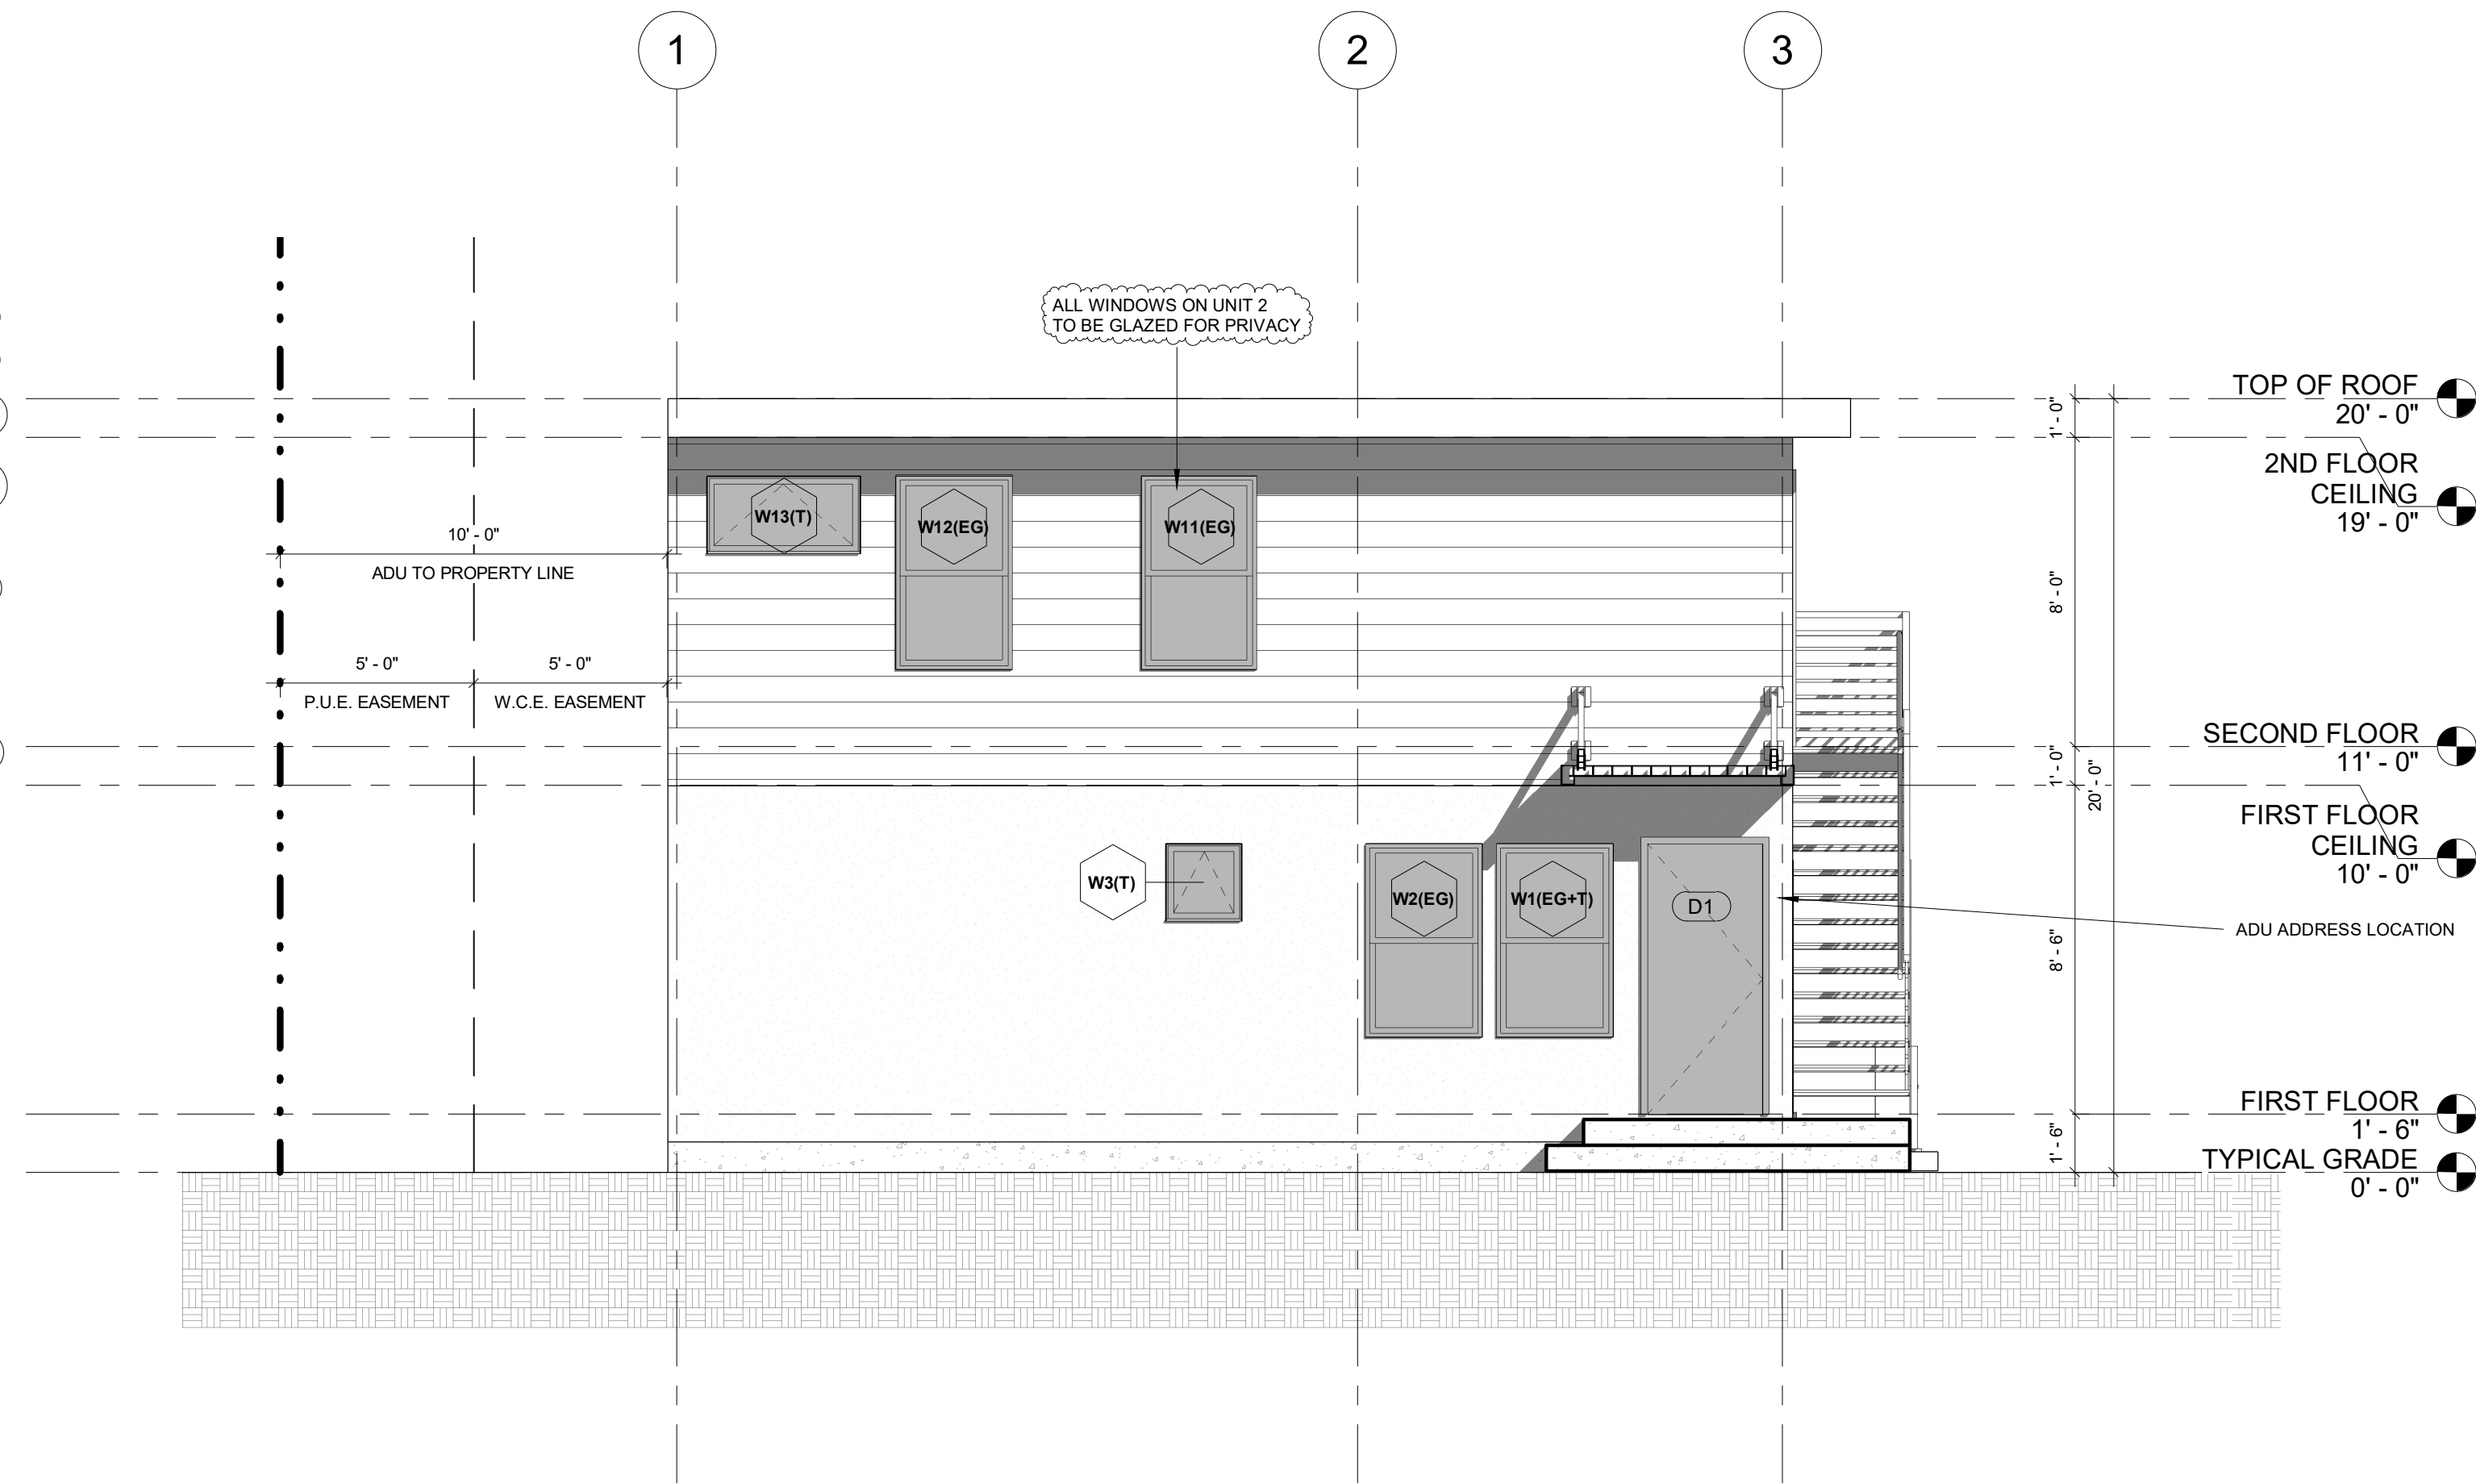 1
2
3
ALL WINDOWS ON UNIT 2
TO BE GLAZED FOR PRIVACY
TOP OF ROOF
20' - 0"
1' - 0"
2ND FLOOR
CEILING
19' - 0"
W13(T)
W12(EG)
W11(EG)
10' - 0"
ADU TO PROPERTY LINE
8' - 0"
5' - 0"
5' - 0"
P.U.E. EASEMENT
W.C.E. EASEMENT
SECOND FLOOR
11' - 0"
1' - 0"
20' - 0"
FIRST FLOOR
CEILING
10' - 0"
W3(T)
W2(EG)
W1(EG+T)
D1
ADU ADDRESS LOCATION
8' - 6"
FIRST FLOOR
1' - 6"
1' - 6"
TYPICAL GRADE
0' - 0"